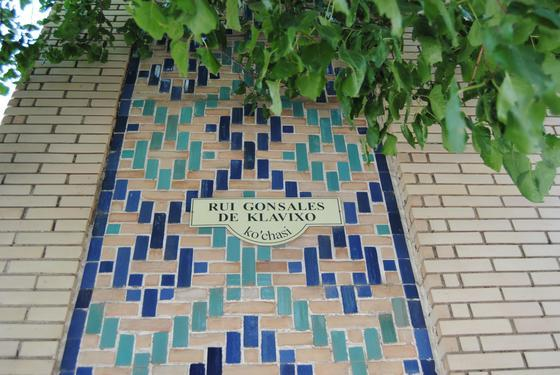 RUI GONSALES
DE KLAVIXO
ko'chasi